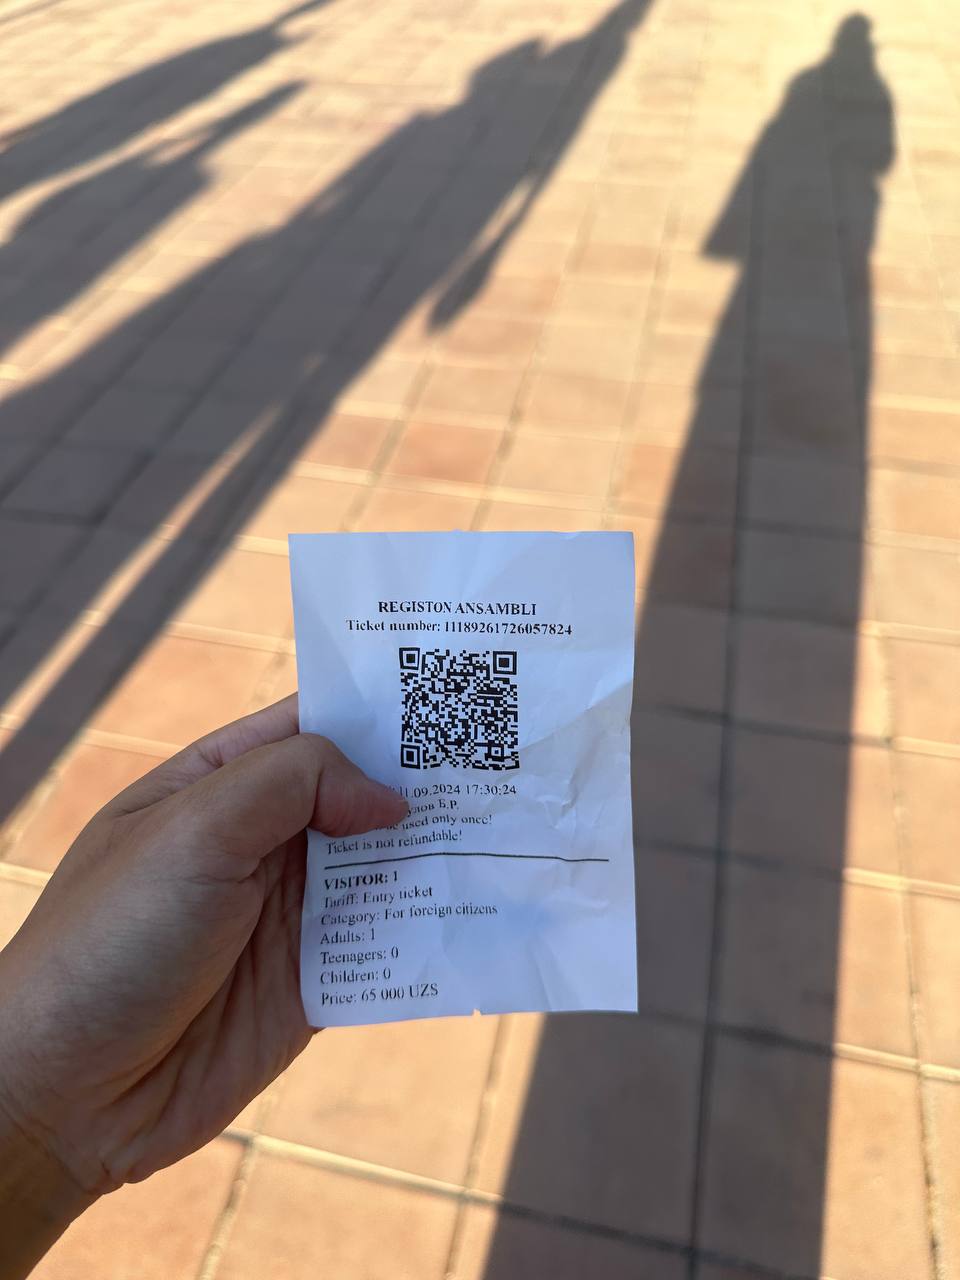 REGISTON ANSAMBLI
Ticket number: 11189261726057824
11.09.2024 17:30:24
Б.Р.
used only once!
Ticket is not refundable!
VISITOR: 1
Tariff: Entry ticket
Category: For foreign citizens
Adults: 1
Teenagers: 0
Children: 0
Price: 65 000 UZS